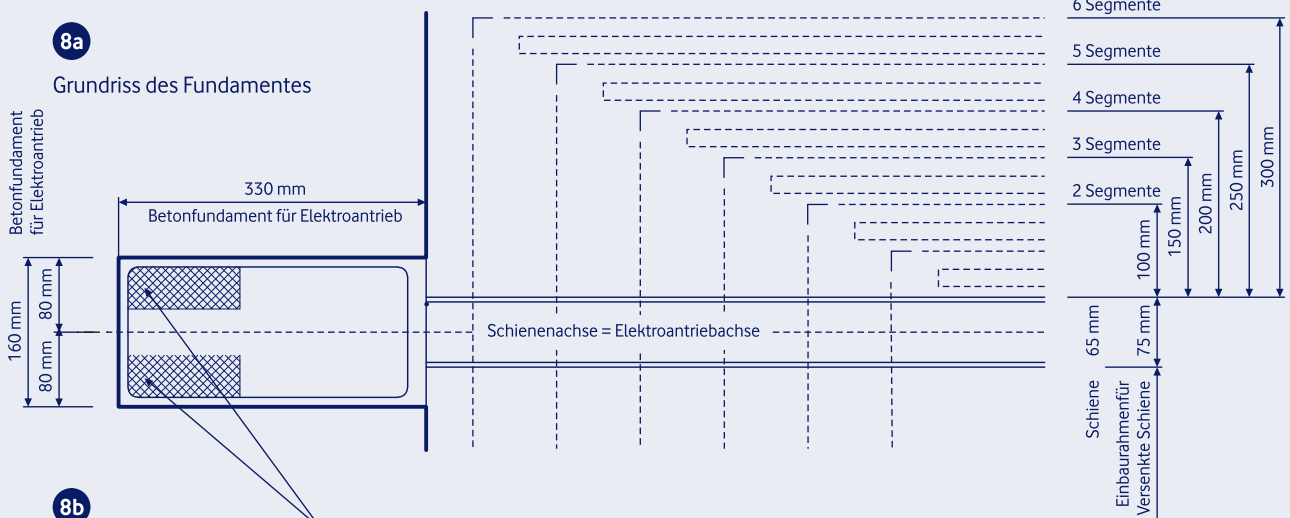 8a
Grundriss des Fundamentes
Betonfundament
für Elektroantrieb
330 mm
Betonfundament für Elektroantrieb
160 mm
80 mm
80 mm
Schienenachse = Elektroantriebachse
6 Segmente
5 Segmente
4 Segmente
3 Segmente
2 Segmente
100 mm
150 mm
200 mm
250 mm
300 mm
65 mm
75 mm
Schiene
Einbaurahmenfür
Versenkte Schiene
8b